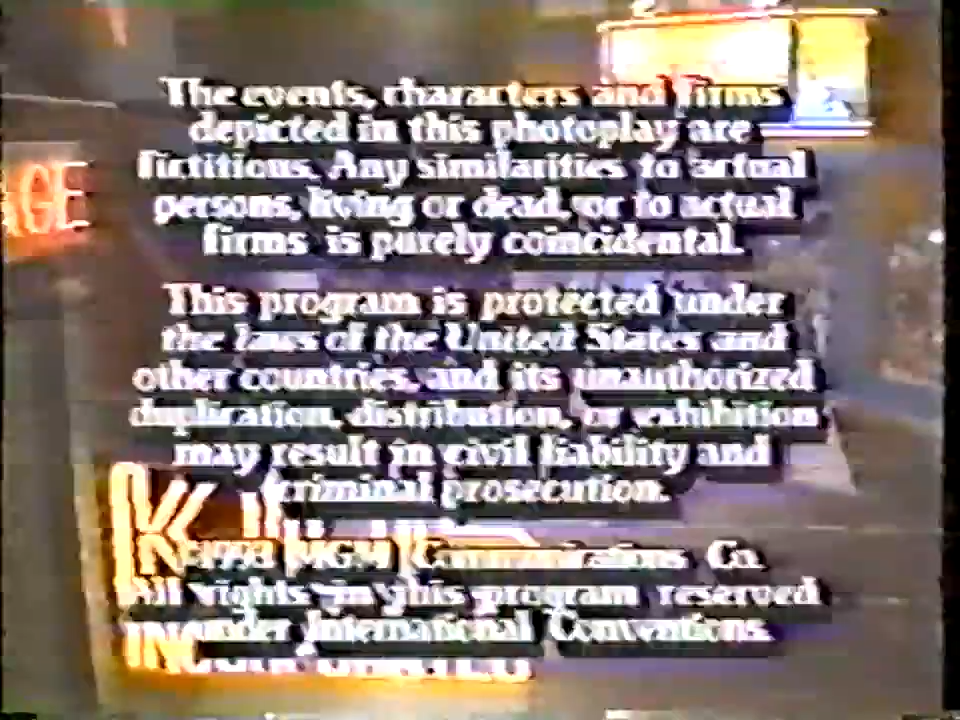 AGE
The events, characters and firms
depicted in this photoplay are
fictitious. Any similarities to actual
persons, living or dead, or to actual
firms is purely coincidental.
This program is protected under
the laws of the United States and
other countries, and its unauthorized
duplication, distribution, or exhibition
may result in civil liability and
criminal prosecution.
1993 MGM Communications Co.
All rights in this program reserved
under International Conventions.